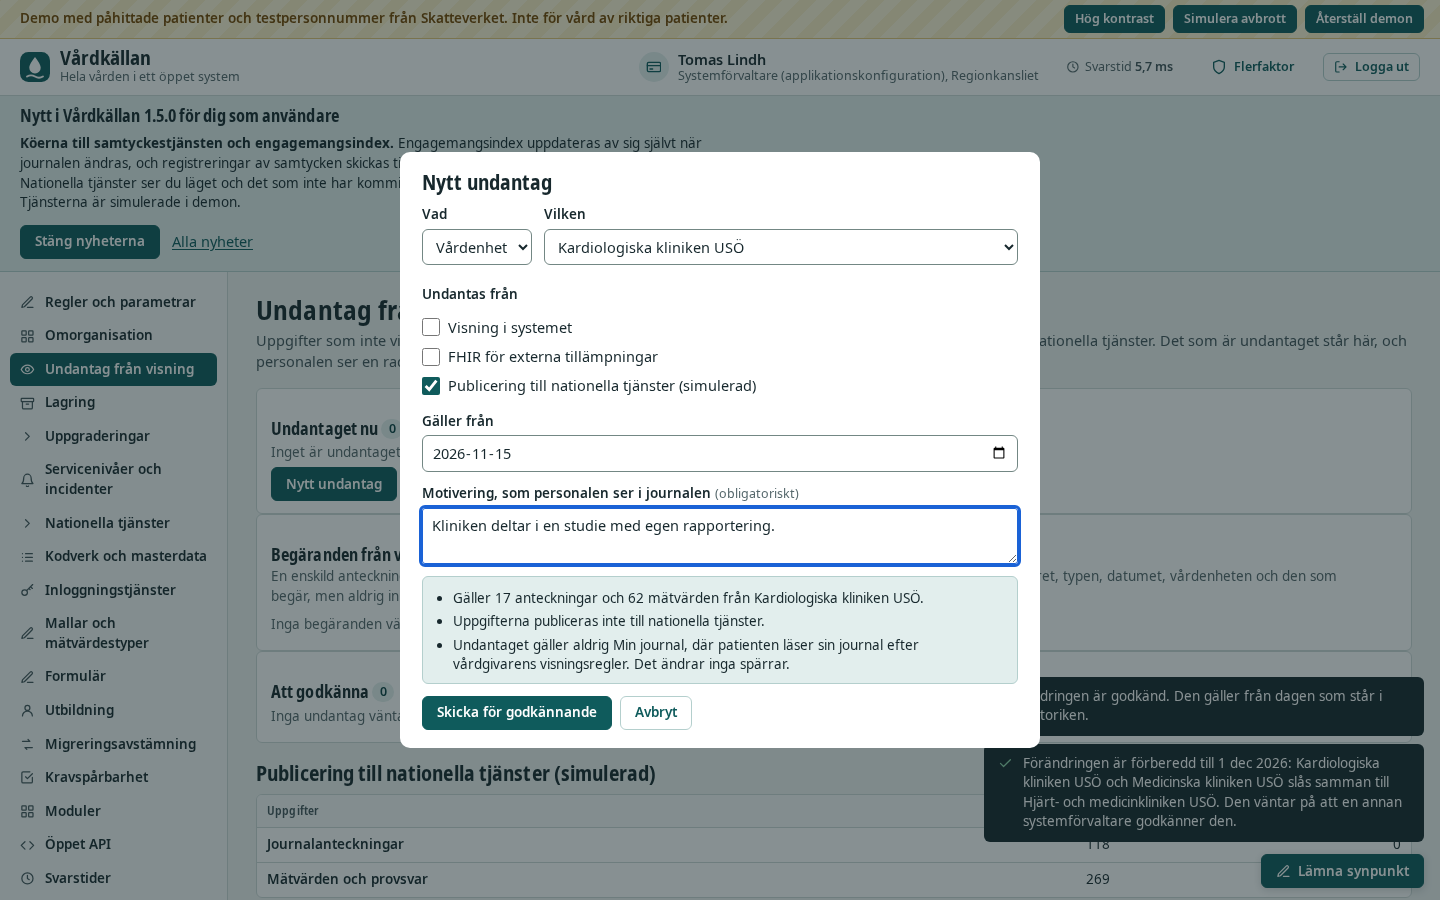 Demo med påhittade patienter och testpersonnummer från Skatteverket. Inte för vård av riktiga patienter.
Hög kontrast
Simulera avbrott
Återställ demon
Vårdkällan
Hela vården i ett öppet system
Tomas Lindh
Systemförvaltare (applikationskonfiguration), Regionkansliet
Svarstid 5,7 ms
Flerfaktor
Logga ut
Nytt i Vårdkällan 1.5.0 för dig som användare
Köerna till samtyckestjänsten och engagemangsindex. Engagemangsindex uppdateras av sig självt när
journalen ändras, och registreringar av samtycken skickas
Nationella tjänster ser du läget och det som inte har
Tjänsterna är simulerade i demon.
Stäng nyheterna
Alla nyheter
Regler och parametrar
Omorganisation
Undantag från visning
Lagring
Uppgraderingar
Servicenivåer och
incidenter
Nationella tjänster
Kodverk och masterdata
Inloggningstjänster
Mallar och
mätvärdestyper
Formulär
Utbildning
Migreringsavstämning
Kravspårbarhet
Moduler
Öppet API
Svarstider
Undantag
Uppgifter som inte
ationella tjänster. Det som är undantaget står här, och
personalen ser en
Undantaget nu 0
Inget är undantaget
Nytt undantag
Begäranden från
En enskild
ret, typen, datumet, vårdenheten och den som
begär, men aldrig
Inga begäranden
Att godkänna 0
Inga undantag
Publicering till nationella tjänster (simulerad)
Uppgifter
Journalanteckningar
118
0
Mätvärden och provsvar
269
Nytt undantag
Vad
Vilken
Vårdenhet
Kardiologiska kliniken USÖ
Undantas från
Visning i systemet
FHIR för externa tillämpningar
Publicering till nationella tjänster (simulerad)
Gäller från
2026-11-15
Motivering, som personalen ser i journalen (obligatoriskt)
Kliniken deltar i en studie med egen rapportering.
Gäller 17 anteckningar och 62 mätvärden från Kardiologiska kliniken USÖ.
Uppgifterna publiceras inte till nationella tjänster.
Undantaget gäller aldrig Min journal, där patienten läser sin journal efter
vårdgivarens visningsregler. Det ändrar inga spärrar.
Skicka för godkännande
Avbryt
dringen är godkänd. Den gäller från dagen som står i
toriken.
Förändringen är förberedd till 1 dec 2026: Kardiologiska
kliniken USÖ och Medicinska kliniken USÖ slås samman till
Hjärt- och medicinkliniken USÖ. Den väntar på att en annan
systemförvaltare godkänner den.
Lämna synpunkt